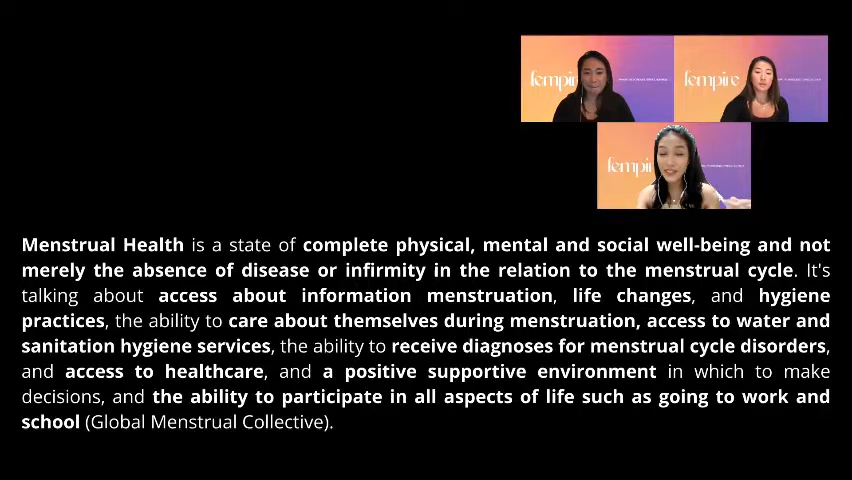 fempire
fempire
fempire
Menstrual Health is a state of complete physical, mental and social well-being and not
merely the absence of disease or infirmity in the relation to the menstrual cycle. It's
talking about access about information menstruation, life changes, and hygiene
practices, the ability to care about themselves during menstruation, access to water and
sanitation hygiene services, the ability to receive diagnoses for menstrual cycle disorders,
and access to healthcare, and a positive supportive environment in which to make
decisions, and the ability to participate in all aspects of life such as going to work and
school (Global Menstrual Collective).